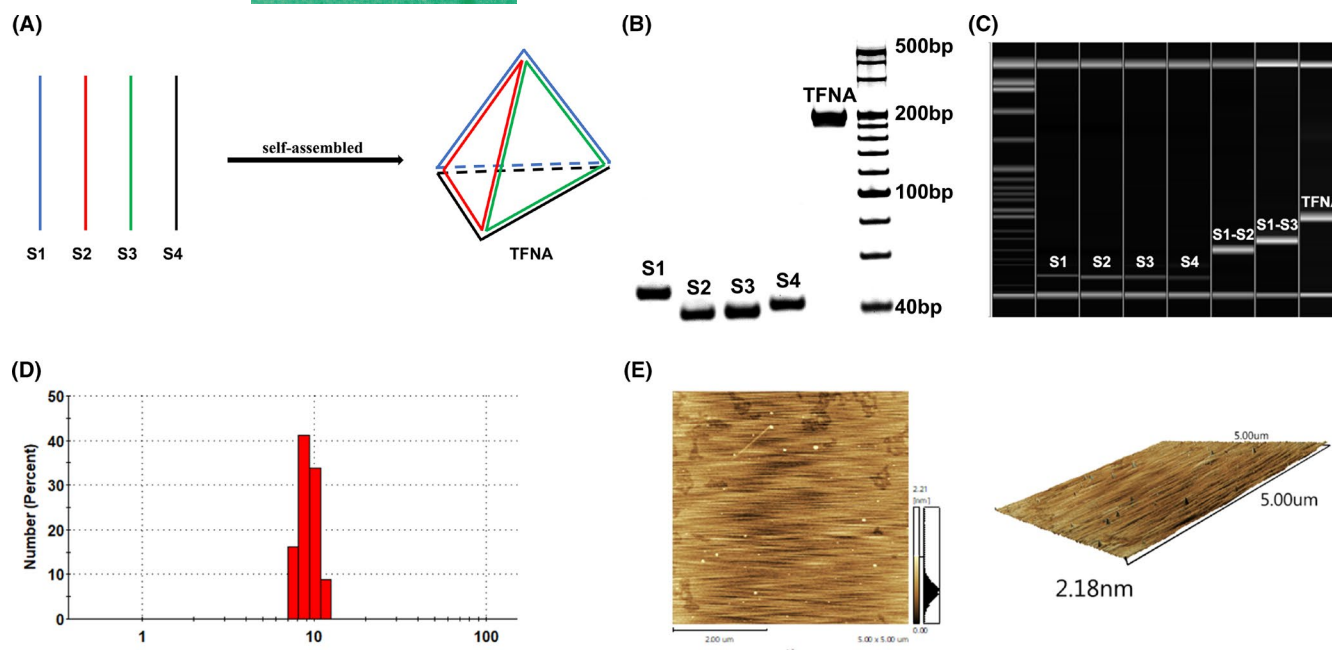 (A)
S1 S2 S3 S4
self-assembled
TFNA
(B)
S1
S2
S3
S4
TFNA
500bp
200bp
100bp
40bp
(C)
S1
S2
S3
S4
S1-S2
S1-S3
TFNA
(D)
Number (Percent)
50
40
30
20
10
0
1 10 100
(E)
2.21
[nm]
0.00
2.00 um
5.00 x 5.00 um
5.00um
5.00um
2.18nm